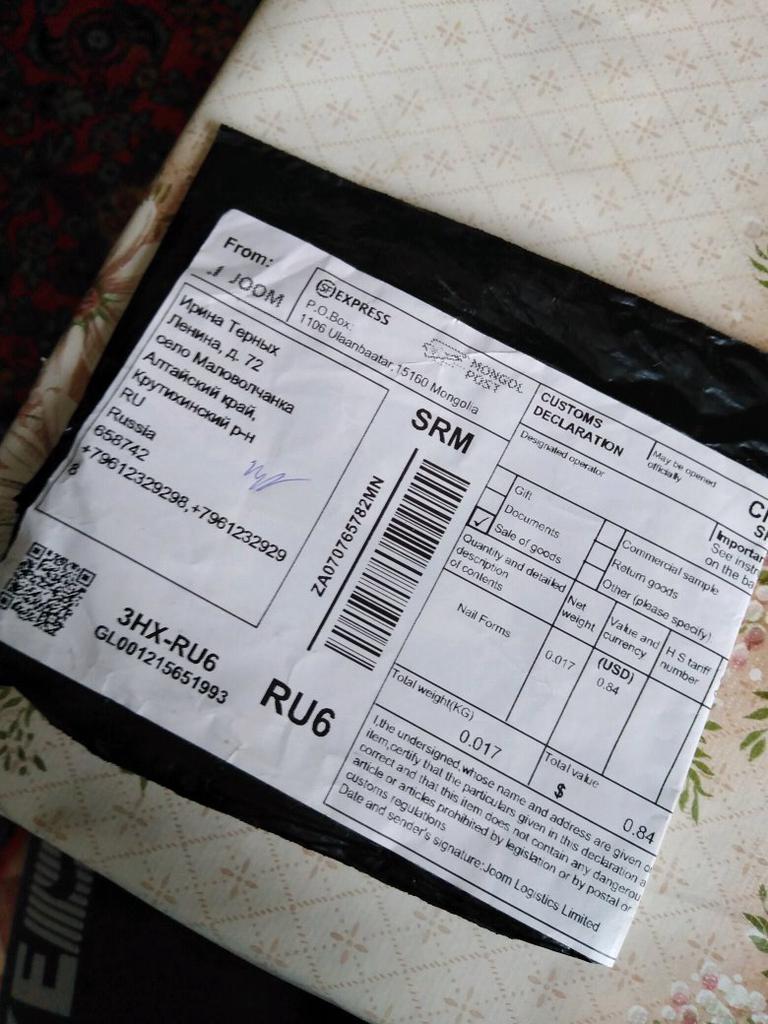 From:
JOOM
SF EXPRESS
P.O.Box:
1106 Ulaanbaatar 15160 Mongolia
MONGOL
POST
Ирина Терных
Ленина, д. 72
село Маловолчанка
Алтайский край,
Крутихинский р-н
RU
Russia
658742
+79612329298,+7961232929
8
SRM
ZA070765782MN
3HX-RU6
GL001215651993
RU6
CUSTOMS
DECLARATION
May be opened
officially
Designated operator
Important
See instr
on the ba
Gift
Documents
✓ Sale of goods
Commercial sample
Return goods
Other (please specify)
Quantity and detailed
description
of contents
Net
weight
Value and
currency
(USD)
H S tariff
number
Nail Forms
0.017
0.84
Total weight(KG)
0.017
Total value
$ 0.84
I,the undersigned,whose name and address are given o
item,certify that the particulars given in this declaration a
correct and that this item does not contain any dangerou
article or articles prohibited by legislation or by postal or
customs regulations
Date and sender's signature:Joom Logistics Limited